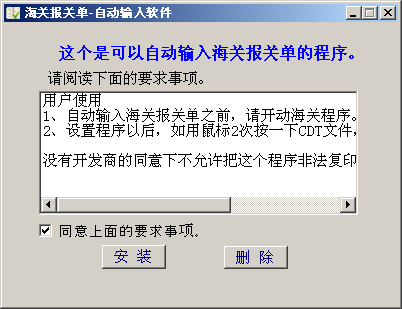 海关报关单-自动输入软件
这个是可以自动输入海关报关单的程序。
请阅读下面的要求事项。
用户使用
1、自动输入海关报关单之前，请开动海关程序。
2、设置程序以后，如用鼠标2次按一下CDT文件，
没有开发商的同意下不允许把这个程序非法复印
同意上面的要求事项。
安 装
删 除